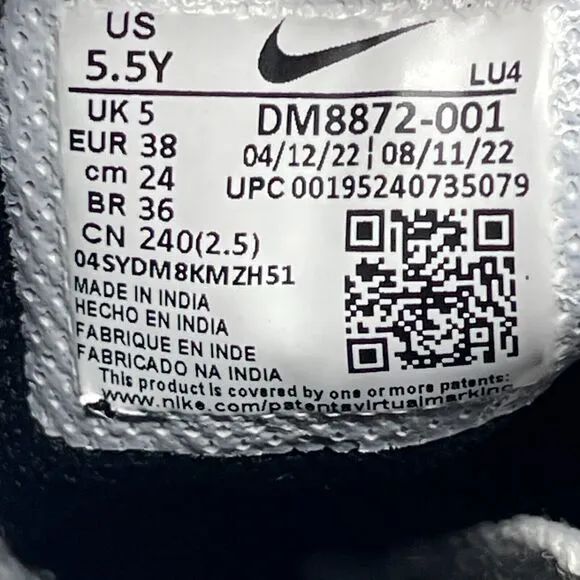 US
5.5Y
LU4
UK 5
EUR 38
cm 24
BR 36
CN 240(2.5)
DM8872-001
04/12/22 | 08/11/22
UPC 00195240735079
04SYDM8KMZH51
MADE IN INDIA
HECHO EN INDIA
FABRIQUE EN INDE
FABRICADO NA INDIA
This product is covered by one or more patents:
www.nike.com/patentsvirtualmarking